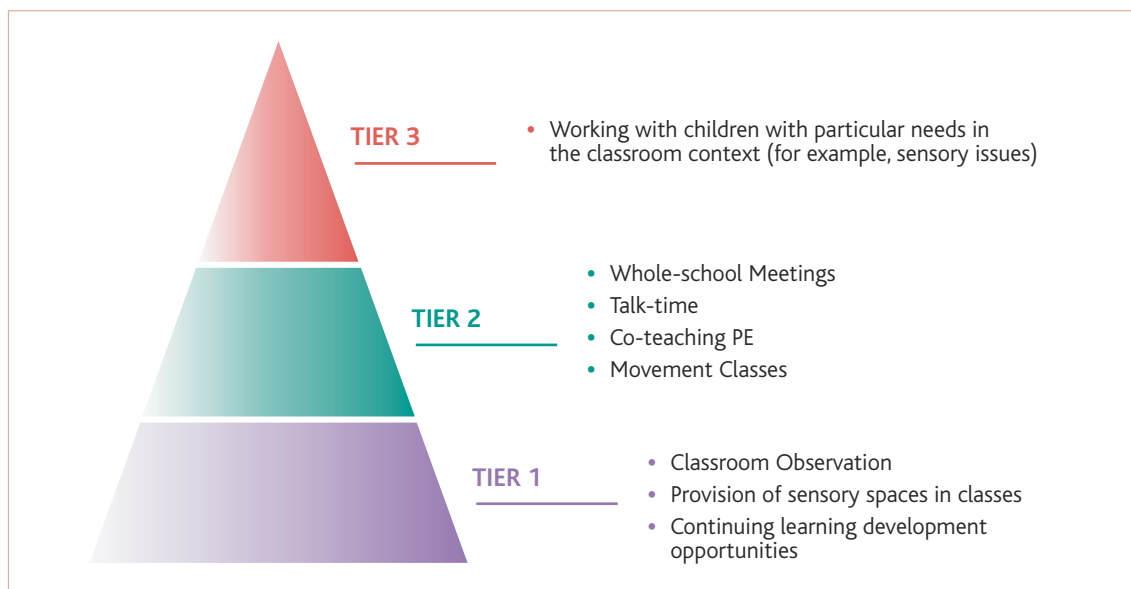 TIER 3
• Working with children with particular needs in
the classroom context (for example, sensory issues)
TIER 2
• Whole-school Meetings
• Talk-time
• Co-teaching PE
• Movement Classes
TIER 1
• Classroom Observation
• Provision of sensory spaces in classes
• Continuing learning development
opportunities